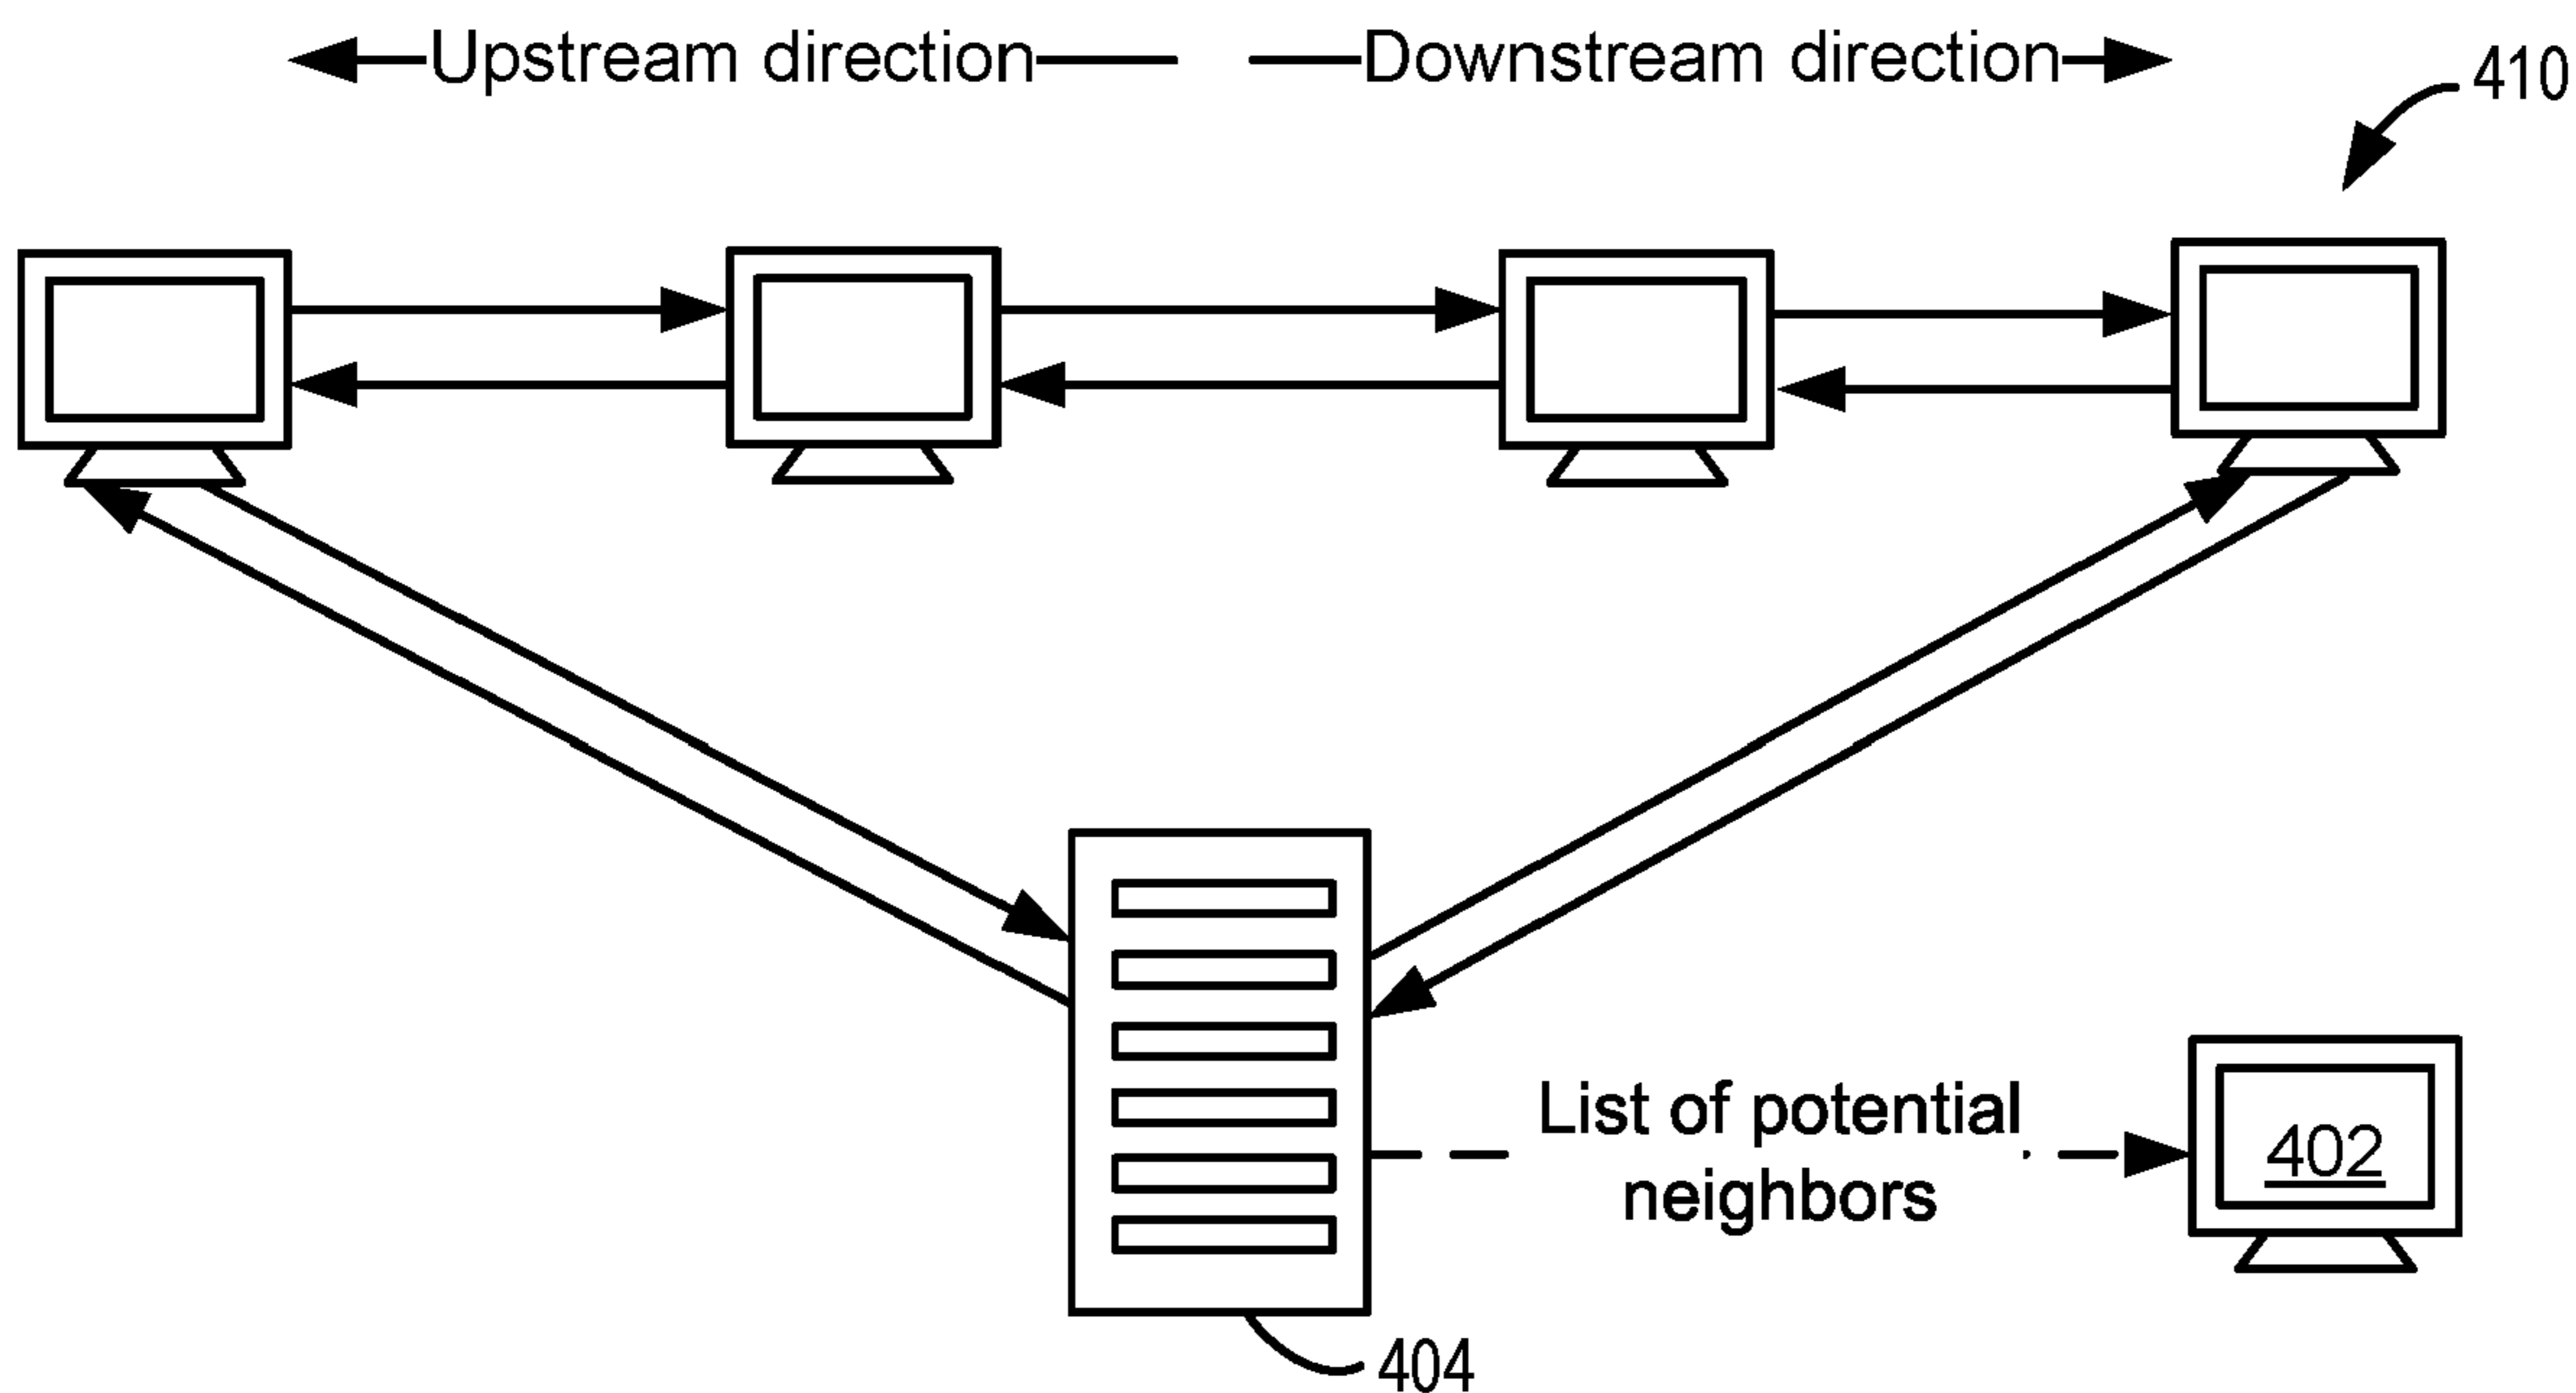 Upstream direction
Downstream direction
410
List of potential
neighbors
402
404